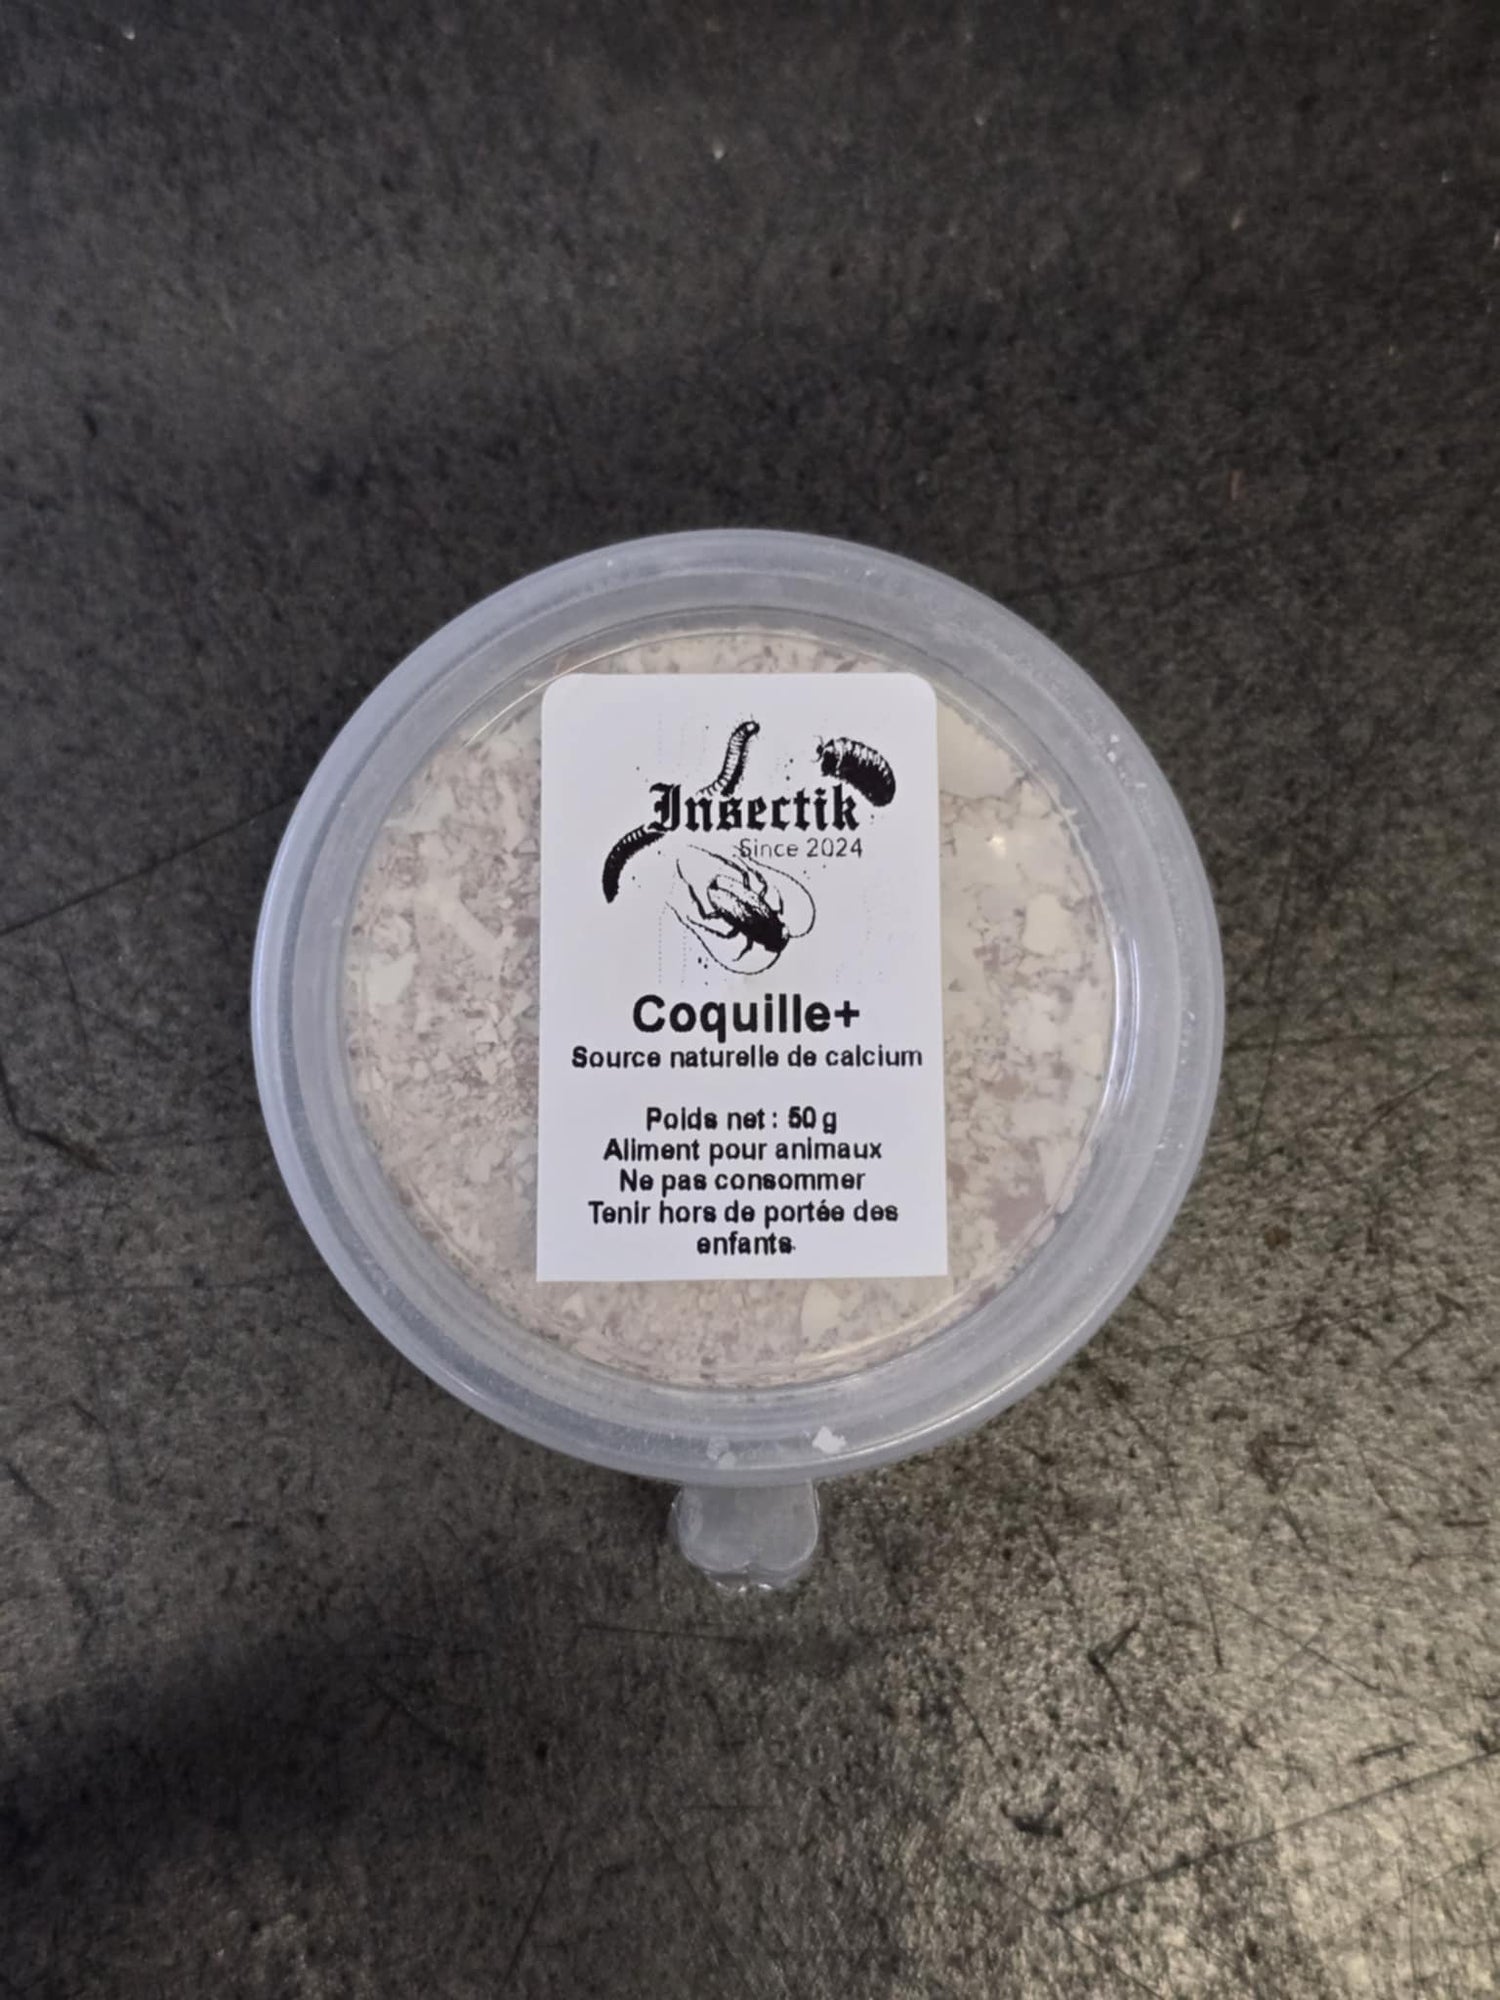 Insectik
Since 2024
Coquille+
Source naturelle de calcium
Poids net : 50 g
Aliment pour animaux
Ne pas consommer
Tenir hors de portée des
enfants.